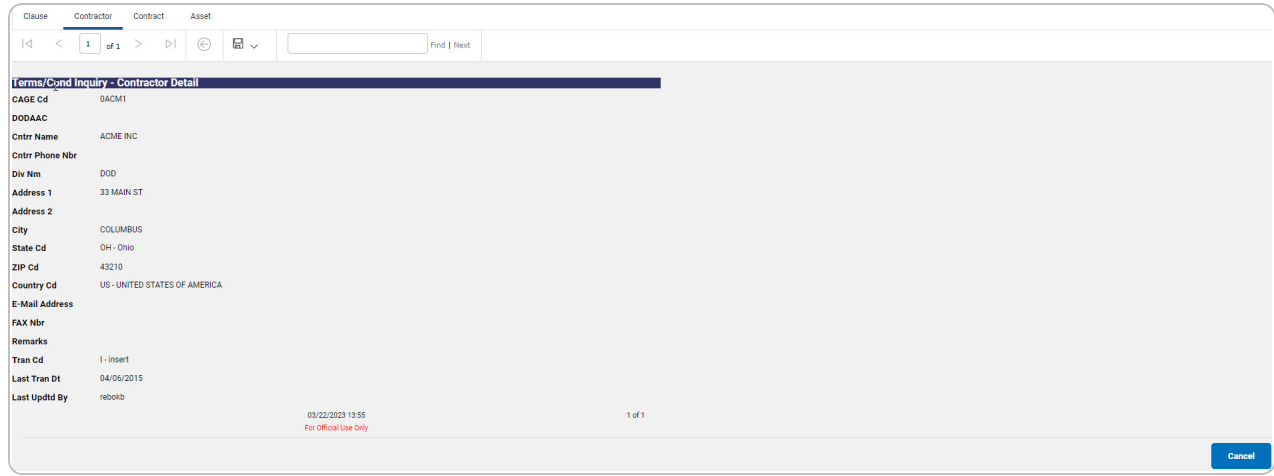 Clause Contractor Contract Asset
1 of 1 Find | Next
Terms/Cond Inquiry - Contractor Detail
CAGE Cd 0ACM1
DODAAC
Cntrr Name ACME INC
Cntrr Phone Nbr
Div Nm DOD
Address 1 33 MAIN ST
Address 2
City COLUMBUS
State Cd OH - Ohio
ZIP Cd 43210
Country Cd US - UNITED STATES OF AMERICA
E-Mail Address
FAX Nbr
Remarks
Tran Cd I - insert
Last Tran Dt 04/06/2015
Last Updtd By rebokb
03/22/2023 13:55 1 of 1
For Official Use Only
Cancel